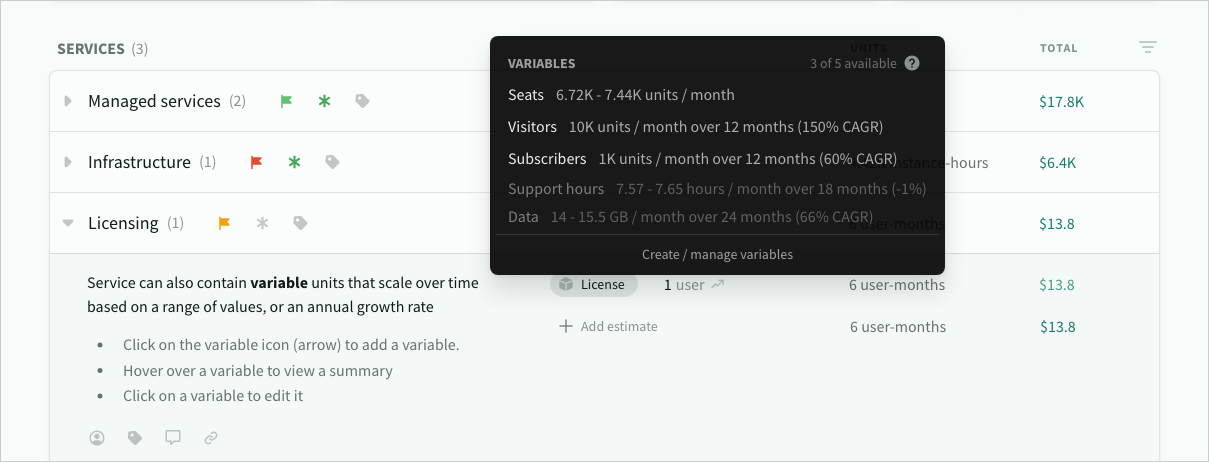 SERVICES (3)
UNITS
TOTAL
VARIABLES
3 of 5 available ?
Seats 6.72K - 7.44K units / month
Visitors 10K units / month over 12 months (150% CAGR)
Subscribers 1K units / month over 12 months (60% CAGR)
Support hours 7.57 - 7.65 hours / month over 18 months (-1%)
Data 14 - 15.5 GB / month over 24 months (66% CAGR)
Create / manage variables
Managed services (2)
$17.8K
Infrastructure (1)
instance-hours
$6.4K
Licensing (1)
6 user-months
$13.8
Service can also contain variable units that scale over time
based on a range of values, or an annual growth rate
• Click on the variable icon (arrow) to add a variable.
• Hover over a variable to view a summary
• Click on a variable to edit it
License
1 user
6 user-months
$13.8
Add estimate
6 user-months
$13.8